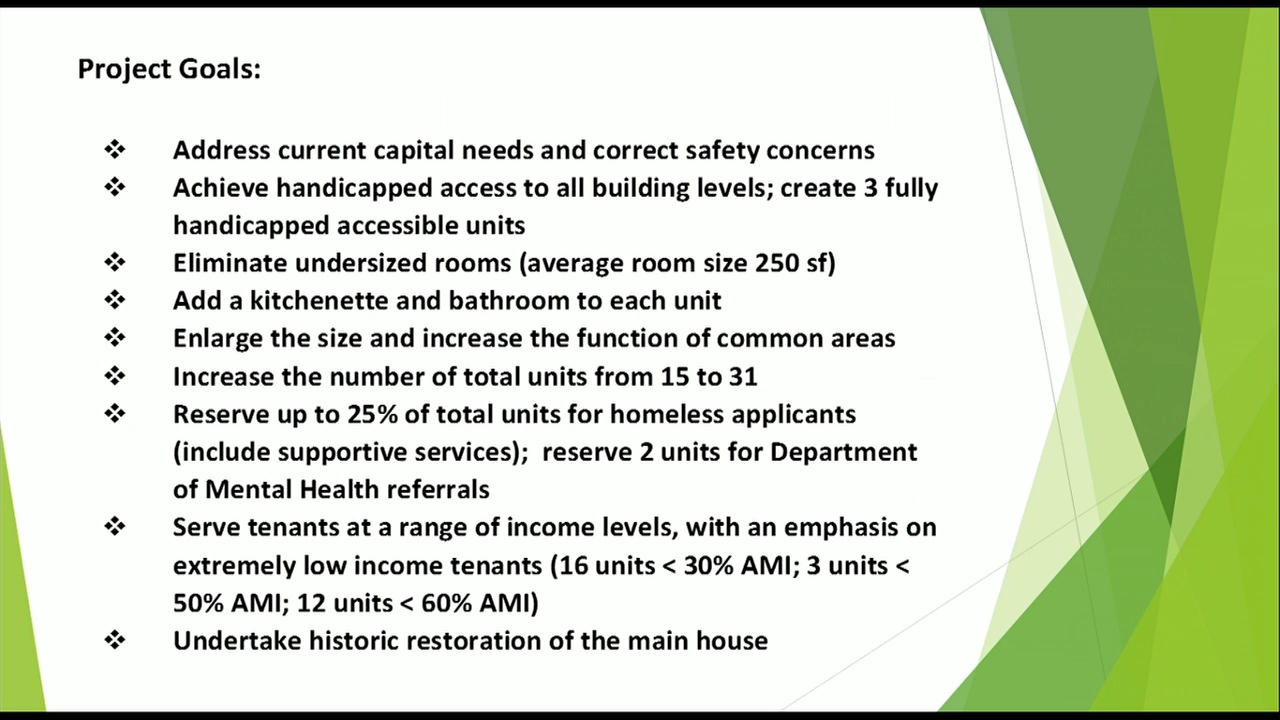 Project Goals:
❖ Address current capital needs and correct safety concerns
❖ Achieve handicapped access to all building levels; create 3 fully
handicapped accessible units
❖ Eliminate undersized rooms (average room size 250 sf)
❖ Add a kitchenette and bathroom to each unit
❖ Enlarge the size and increase the function of common areas
❖ Increase the number of total units from 15 to 31
❖ Reserve up to 25% of total units for homeless applicants
(include supportive services);  reserve 2 units for Department
of Mental Health referrals
❖ Serve tenants at a range of income levels, with an emphasis on
extremely low income tenants (16 units < 30% AMI; 3 units <
50% AMI; 12 units < 60% AMI)
❖ Undertake historic restoration of the main house